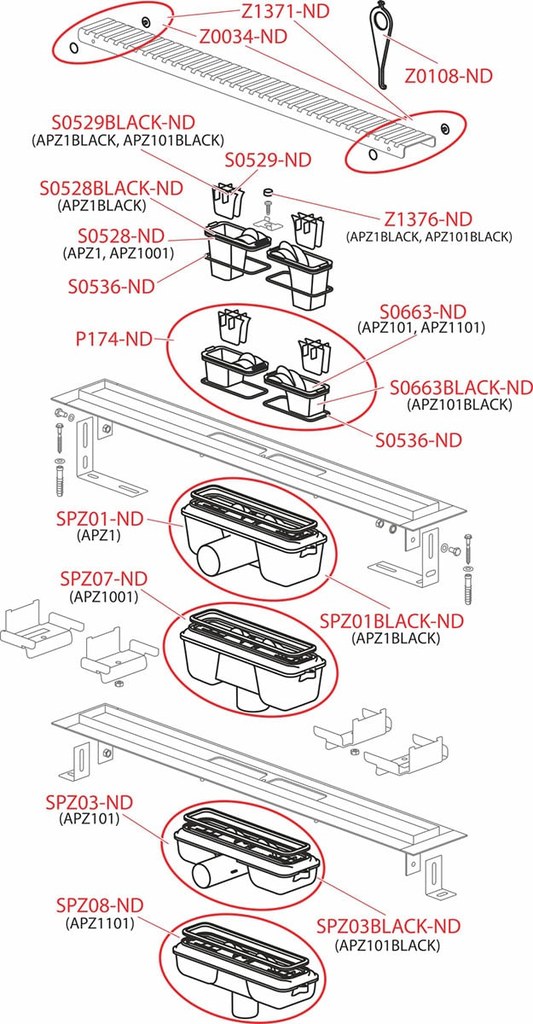 Z1371-ND
Z0034-ND
Z0108-ND
S0529BLACK-ND
(APZ1BLACK, APZ101BLACK)
S0529-ND
S0528BLACK-ND
(APZ1BLACK)
Z1376-ND
(APZ1BLACK, APZ101BLACK)
S0528-ND
(APZ1, APZ1001)
S0536-ND
S0663-ND
(APZ101, APZ1101)
P174-ND
S0663BLACK-ND
(APZ101BLACK)
S0536-ND
SPZ01-ND
(APZ1)
SPZ07-ND
(APZ1001)
SPZ01BLACK-ND
(APZ1BLACK)
SPZ03-ND
(APZ101)
SPZ08-ND
(APZ1101)
SPZ03BLACK-ND
(APZ101BLACK)